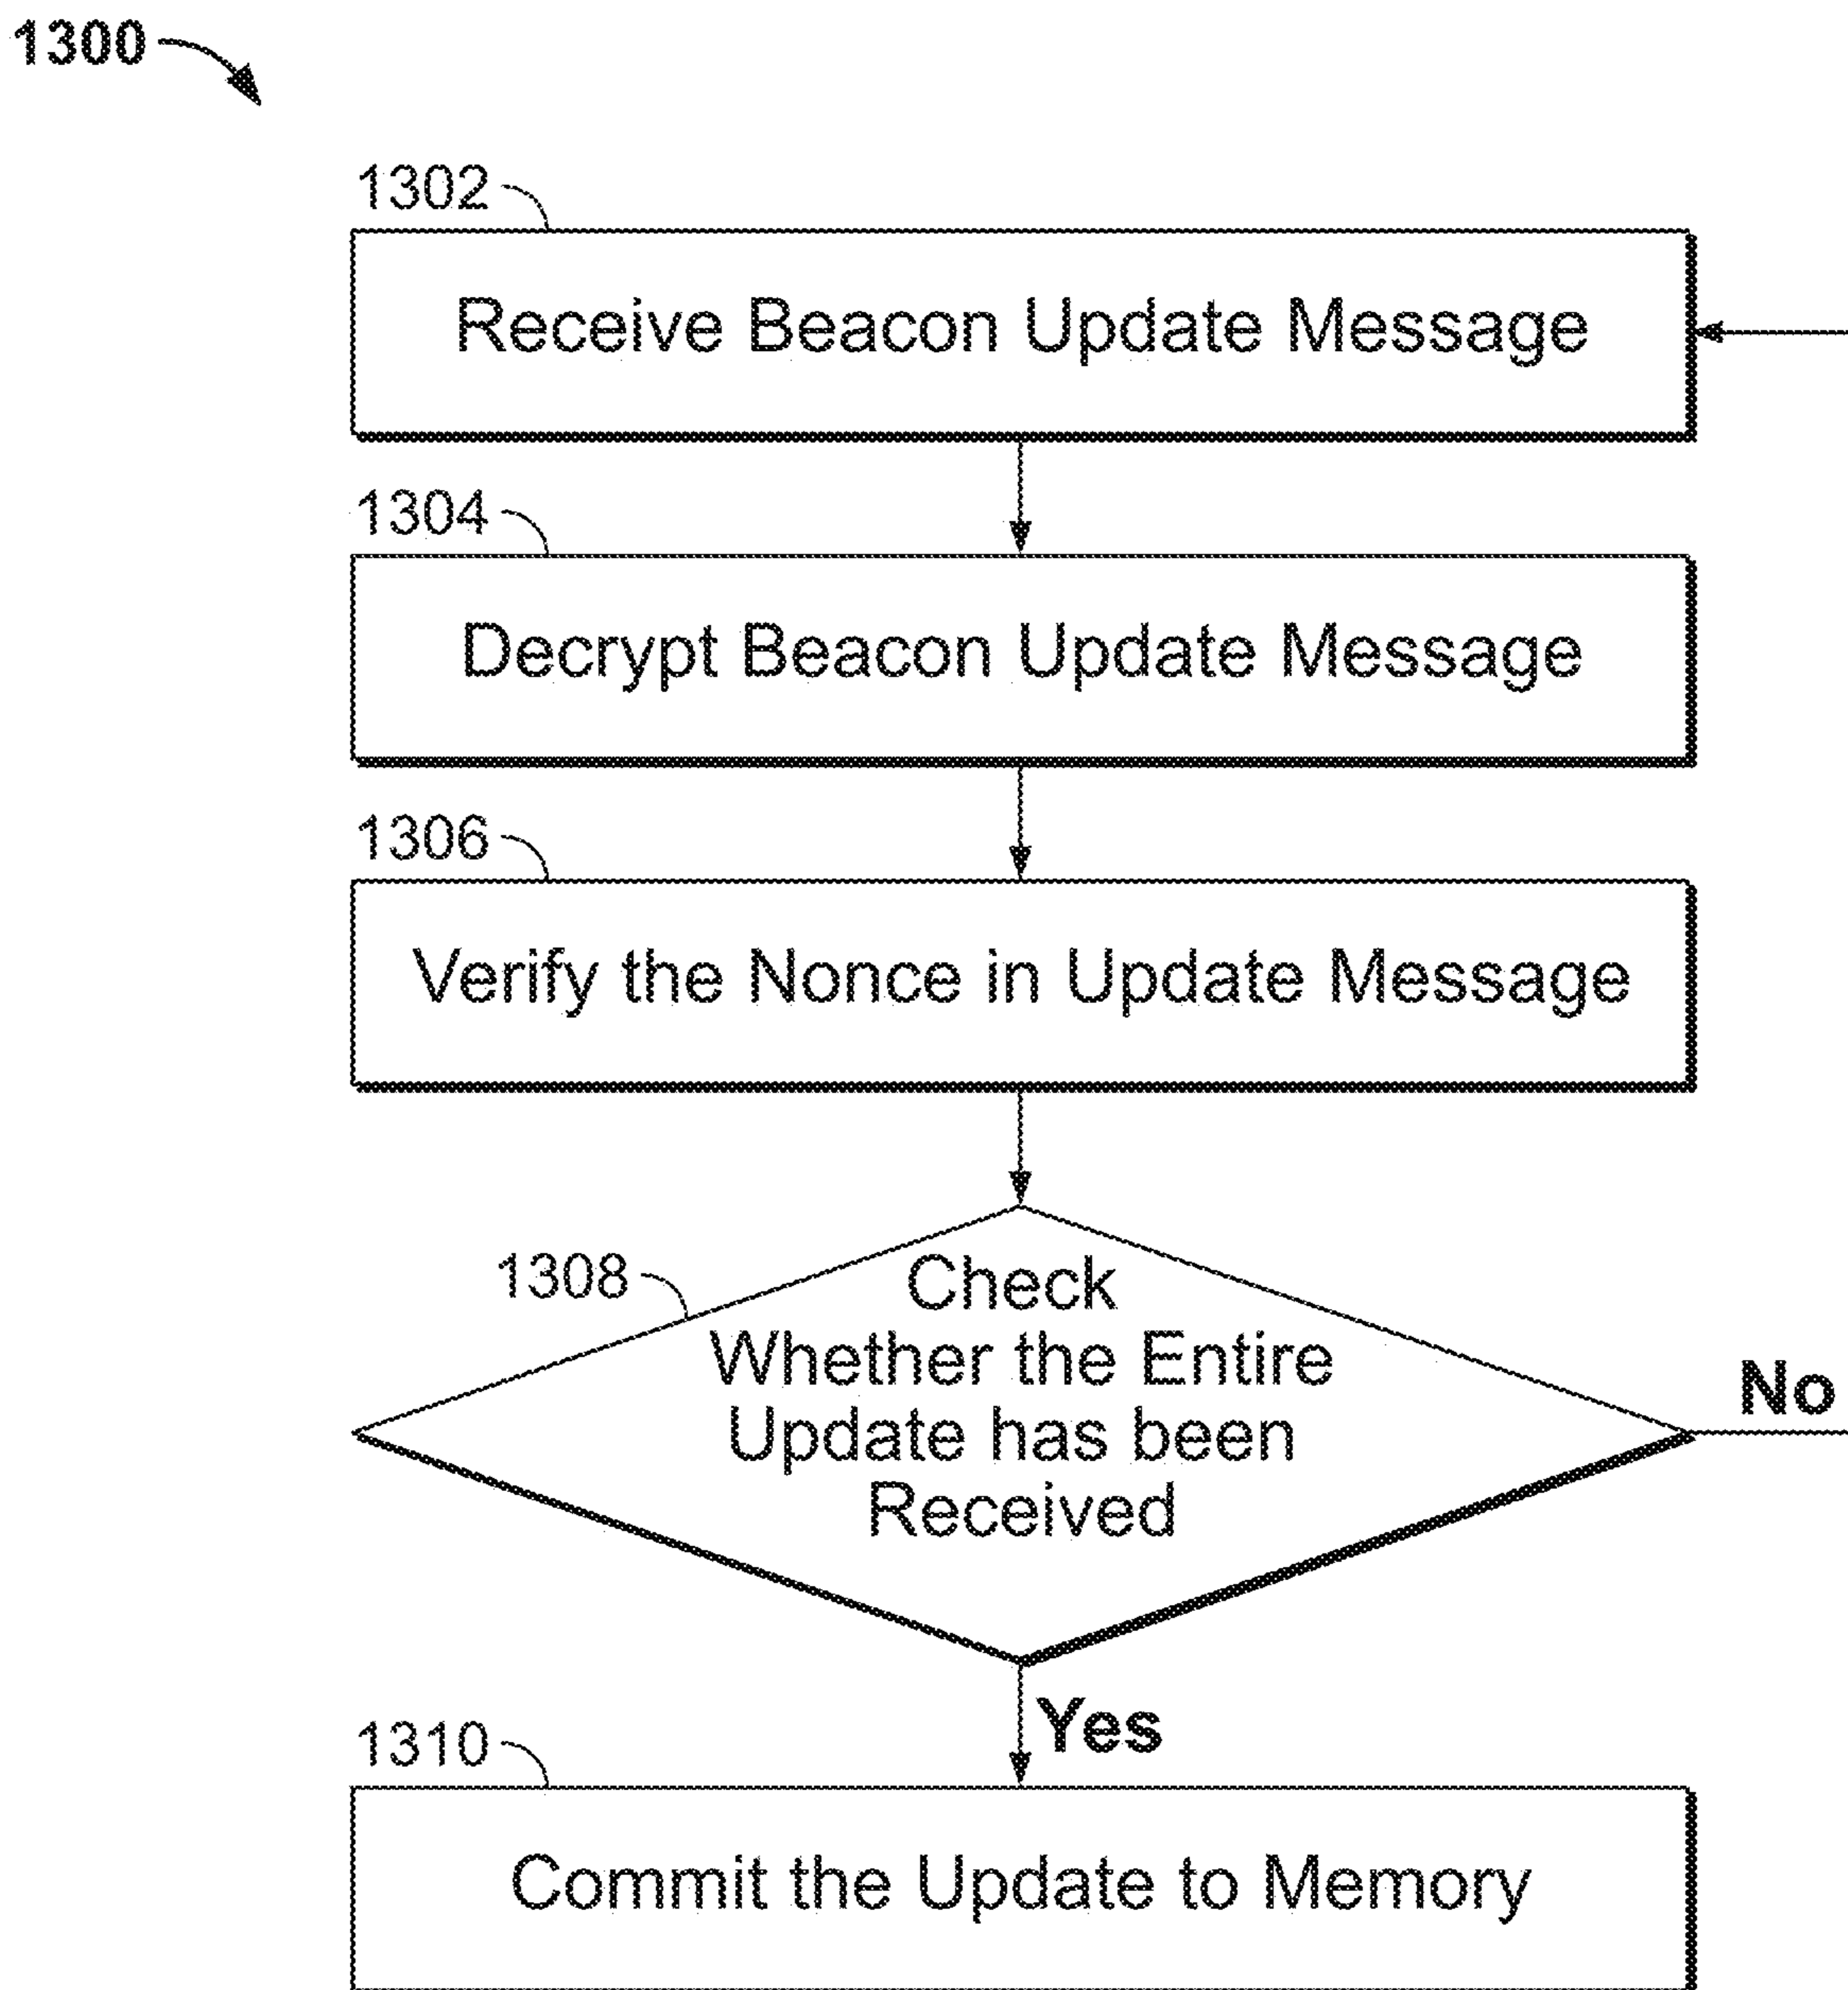 1300
1302
Receive Beacon Update Message
1304
Decrypt Beacon Update Message
1306
Verify the Nonce in Update Message
1308
Check
Whether the Entire
Update has been
Received
No
Yes
1310
Commit the Update to Memory